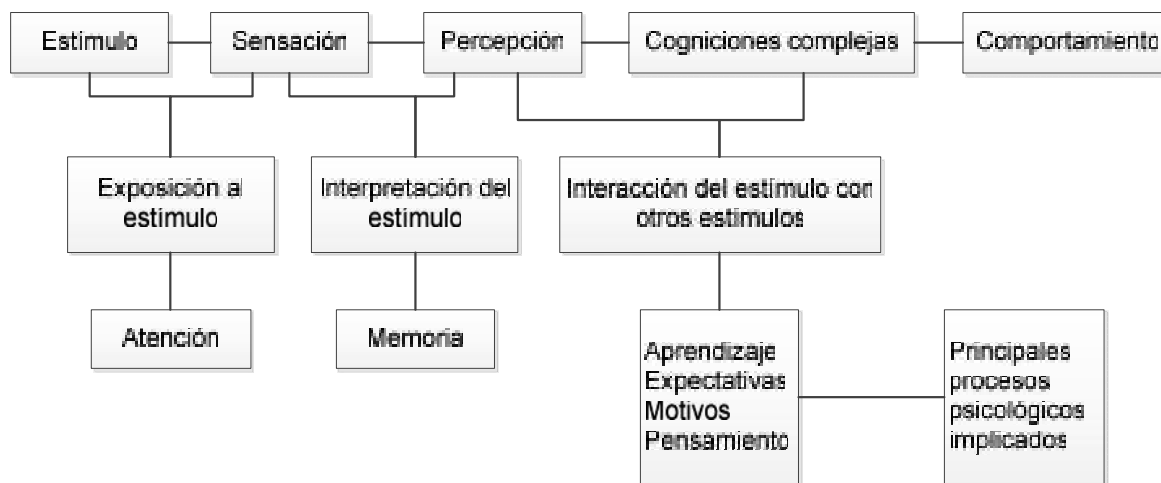 Estímulo
Sensación
Percepción
Cogniciones complejas
Comportamiento
Exposición al
estímulo
Interpretación del
estímulo
Interacción del estímulo con
otros estímulos
Atención
Memoria
Aprendizaje
Expectativas
Motivos
Pensamiento
Principales
procesos
psicológicos
implicados